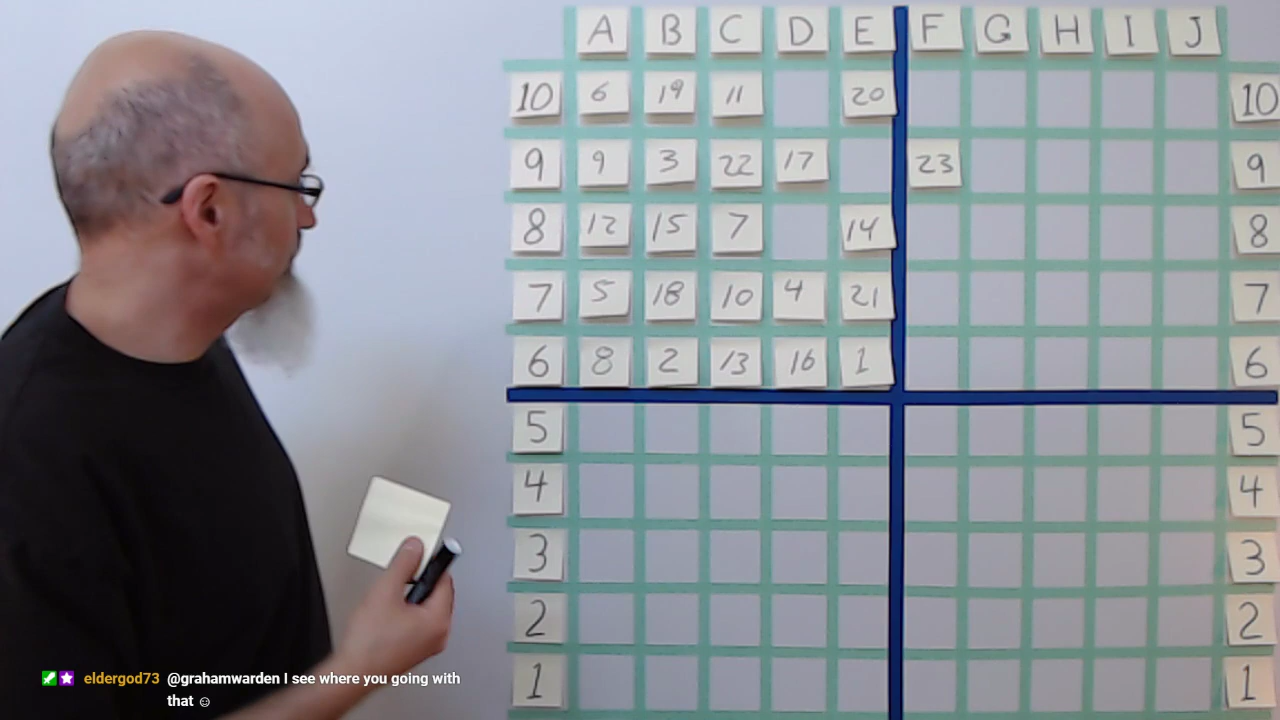 A B C D E F G H I J
10 6 19 11 20 10
9 9 3 22 17 23 9
8 12 15 7 14 8
7 5 18 10 4 21 7
6 8 2 13 16 1 6
5 5
4 4
3 3
2 2
1 1
eldergod73 @grahamwarden I see where you going with
that ☺